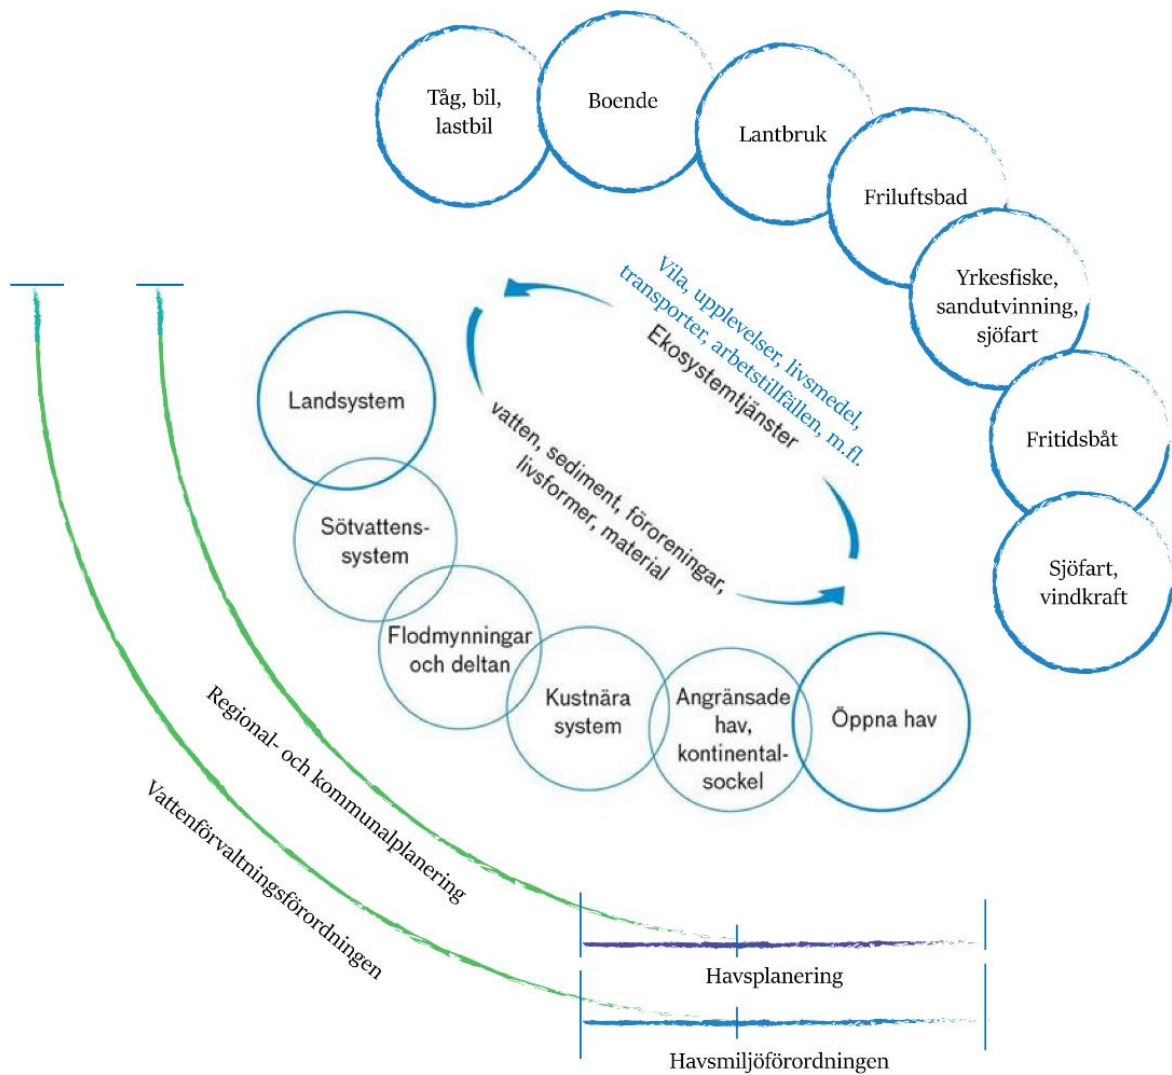 Tåg, bil,
lastbil
Boende
Lantbruk
Friluftsbad
Yrkesfiske,
sandutvinning,
sjöfart
Fritidsbåt
Sjöfart,
vindkraft
Vila, upplevelser, livsmedel,
transporter, arbetstillfällen, m.fl.
Ekosystemtjänster
vatten, sediment, föroreningar,
livsformer, material
Landsystem
Sötvattens-
system
Flodmynningar
och deltan
Kustnära
system
Angränsade
hav,
kontinental-
sockel
Öppna hav
Regional- och kommunalplanering
Vattenförvaltningsförordningen
Havsplanering
Havsmiljöförordningen